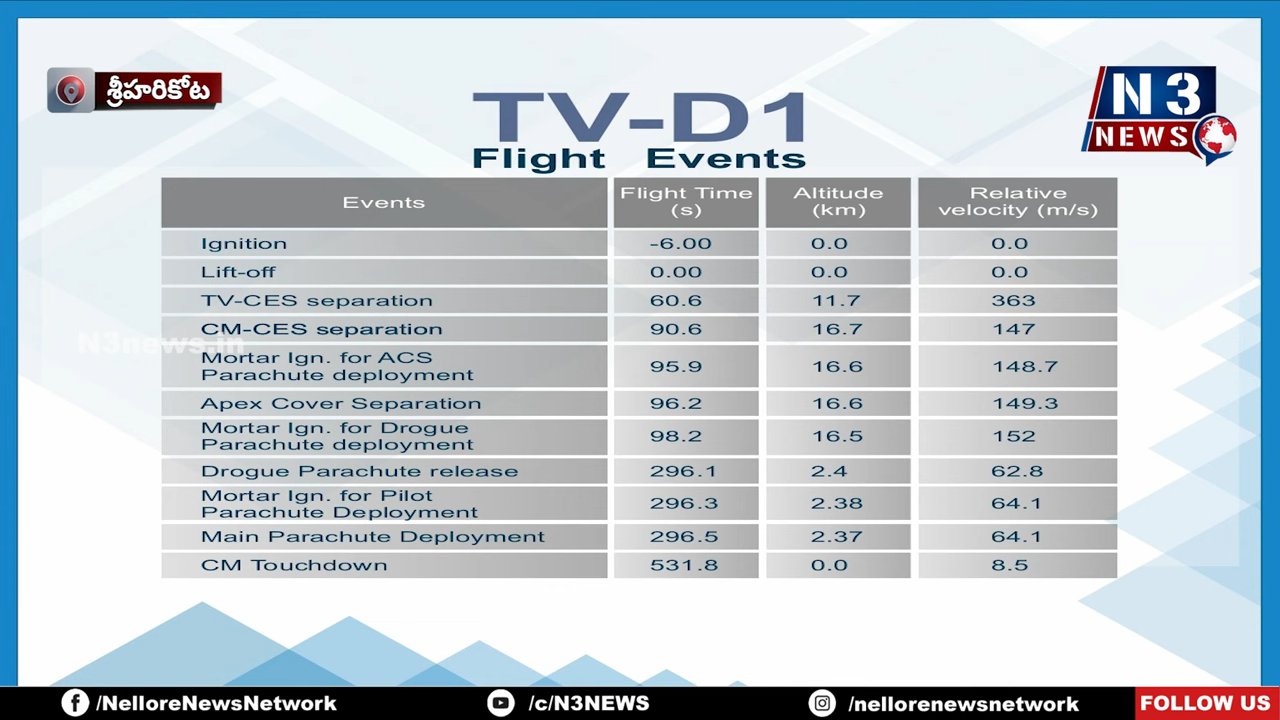 శ్రీహరికోట
N3
NEWS
TV-D1
Flight Events
Events
Flight Time
(s)
Altitude
(km)
Relative
velocity (m/s)
Ignition -6.00 0.0 0.0
Lift-off 0.00 0.0 0.0
TV-CES separation 60.6 11.7 363
CM-CES separation 90.6 16.7 147
N3news.in
Mortar Ign. for ACS
Parachute deployment 95.9 16.6 148.7
Apex Cover Separation 96.2 16.6 149.3
Mortar Ign. for Drogue
Parachute deployment 98.2 16.5 152
Drogue Parachute release 296.1 2.4 62.8
Mortar Ign. for Pilot
Parachute Deployment 296.3 2.38 64.1
Main Parachute Deployment 296.5 2.37 64.1
CM Touchdown 531.8 0.0 8.5
/NelloreNewsNetwork /c/N3NEWS /nellorenewsnetwork FOLLOW US